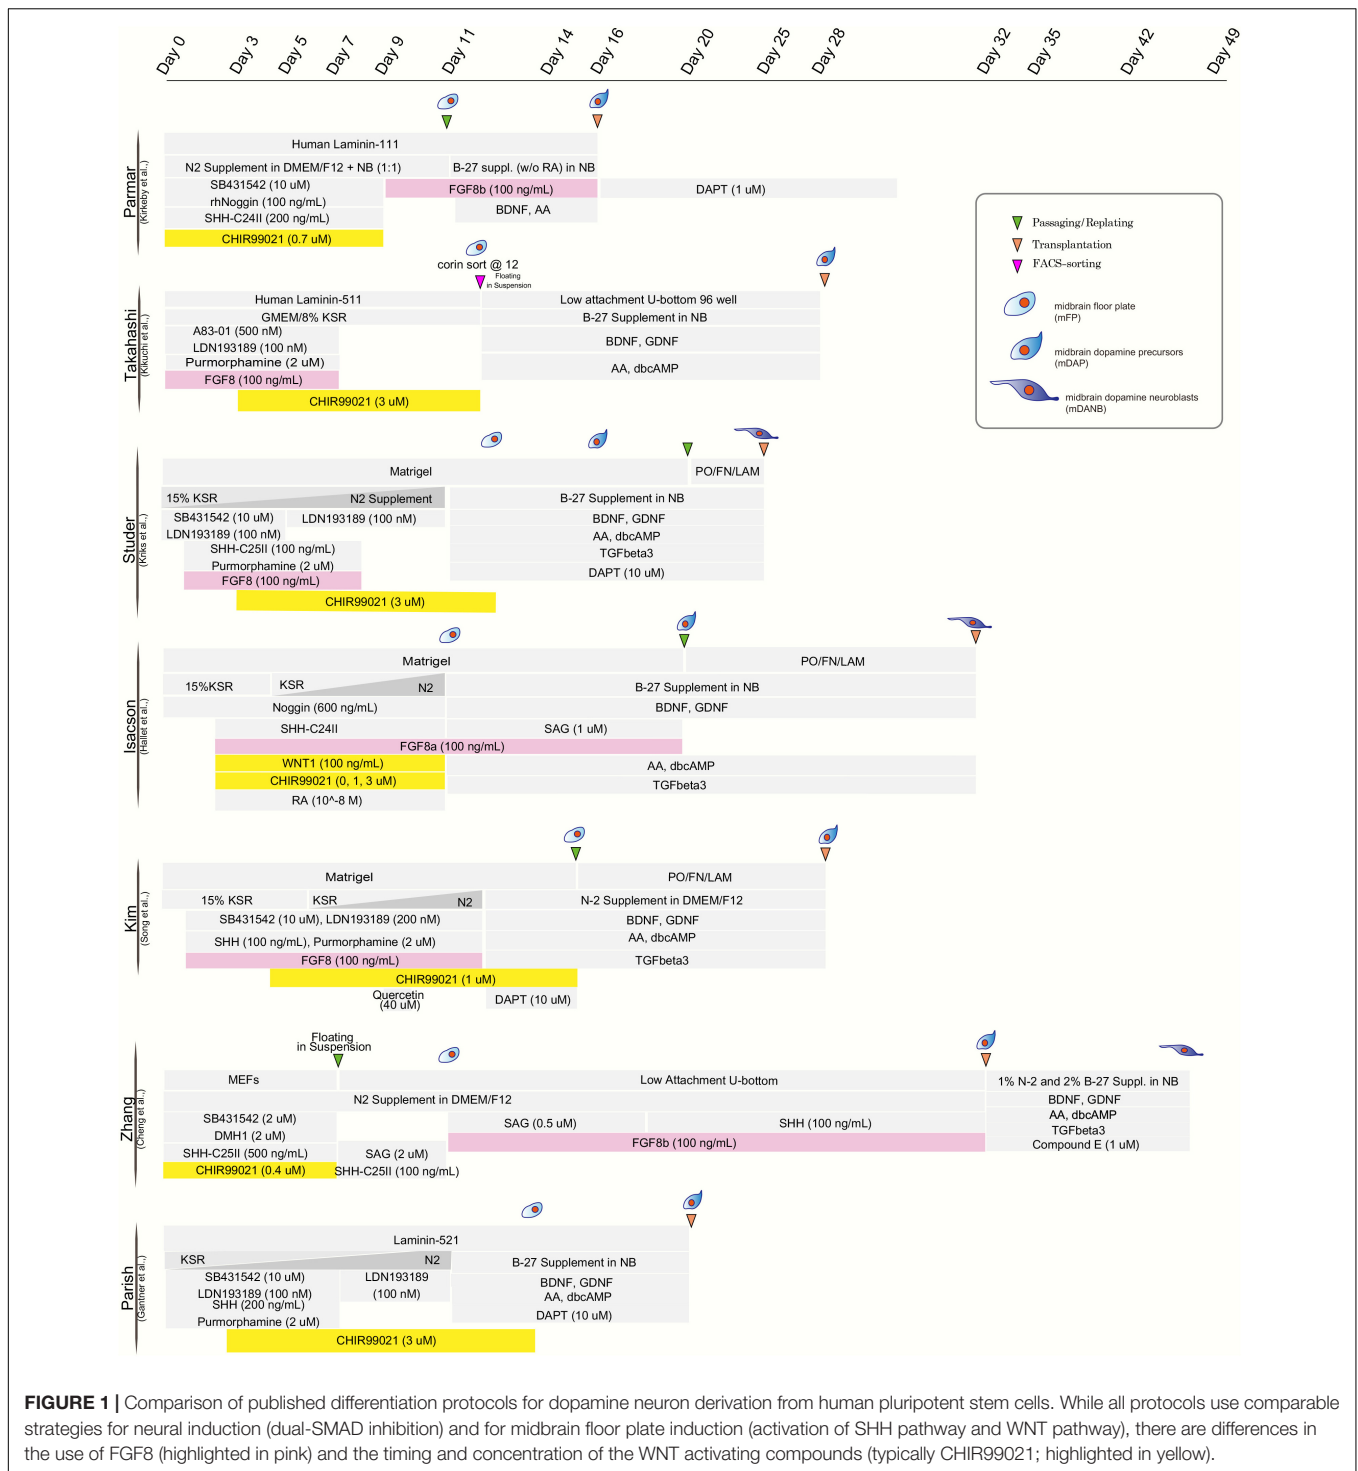 Day 0
Day 3
Day 5
Day 7
Day 9
Day 11
Day 14
Day 16
Day 20
Day 25
Day 28
Day 32
Day 35
Day 42
Day 49
Parmar
(Kirkeby et al.,)
Human Laminin-111
N2 Supplement in DMEM/F12 + NB (1:1)
B-27 suppl. (w/o RA) in NB
SB431542 (10 uM)
rhNoggin (100 ng/mL)
SHH-C24II (200 ng/mL)
FGF8b (100 ng/mL)
DAPT (1 uM)
BDNF, AA
CHIR99021 (0.7 uM)
Passaging/Replating
Transplantation
FACS-sorting
midbrain floor plate
(mFP)
midbrain dopamine precursors
(mDAP)
midbrain dopamine neuroblasts
(mDANB)
Takahashi
(Kikuchi et al.,)
corin sort @ 12
Floating
in Suspension
Human Laminin-511
Low attachment U-bottom 96 well
GMEM/8% KSR
B-27 Supplement in NB
A83-01 (500 nM)
LDN193189 (100 nM)
BDNF, GDNF
Purmorphamine (2 uM)
AA, dbcAMP
FGF8 (100 ng/mL)
CHIR99021 (3 uM)
Studer
(Kriks et al.,)
Matrigel
PO/FN/LAM
15% KSR
N2 Supplement
B-27 Supplement in NB
SB431542 (10 uM)
LDN193189 (100 nM)
LDN193189 (100 nM)
BDNF, GDNF
AA, dbcAMP
SHH-C25II (100 ng/mL)
TGFbeta3
Purmorphamine (2 uM)
DAPT (10 uM)
FGF8 (100 ng/mL)
CHIR99021 (3 uM)
Isacson
(Hallet et al.,)
Matrigel
PO/FN/LAM
15%KSR
KSR
N2
B-27 Supplement in NB
Noggin (600 ng/mL)
BDNF, GDNF
SHH-C24II
SAG (1 uM)
FGF8a (100 ng/mL)
WNT1 (100 ng/mL)
AA, dbcAMP
CHIR99021 (0, 1, 3 uM)
TGFbeta3
RA (10^-8 M)
Kim
(Song et al.,)
Matrigel
PO/FN/LAM
15% KSR
KSR
N2
N-2 Supplement in DMEM/F12
SB431542 (10 uM), LDN193189 (200 nM)
BDNF, GDNF
SHH (100 ng/mL), Purmorphamine (2 uM)
AA, dbcAMP
FGF8 (100 ng/mL)
TGFbeta3
CHIR99021 (1 uM)
Quercetin
(40 uM)
DAPT (10 uM)
Zhang
(Cheng et al.,)
Floating
in Suspension
MEFs
Low Attachment U-bottom
1% N-2 and 2% B-27 Suppl. in NB
N2 Supplement in DMEM/F12
BDNF, GDNF
SB431542 (2 uM)
SAG (0.5 uM)
SHH (100 ng/mL)
AA, dbcAMP
DMH1 (2 uM)
TGFbeta3
FGF8b (100 ng/mL)
Compound E (1 uM)
SHH-C25II (500 ng/mL)
SAG (2 uM)
CHIR99021 (0.4 uM)
SHH-C25II (100 ng/mL)
Parish
(Gantner et al.,)
Laminin-521
KSR
N2
B-27 Supplement in NB
SB431542 (10 uM)
LDN193189
(100 nM)
BDNF, GDNF
LDN193189 (100 nM)
AA, dbcAMP
SHH (200 ng/mL)
DAPT (10 uM)
Purmorphamine (2 uM)
CHIR99021 (3 uM)
FIGURE 1 | Comparison of published differentiation protocols for dopamine neuron derivation from human pluripotent stem cells. While all protocols use comparable
strategies for neural induction (dual-SMAD inhibition) and for midbrain floor plate induction (activation of SHH pathway and WNT pathway), there are differences in
the use of FGF8 (highlighted in pink) and the timing and concentration of the WNT activating compounds (typically CHIR99021; highlighted in yellow).